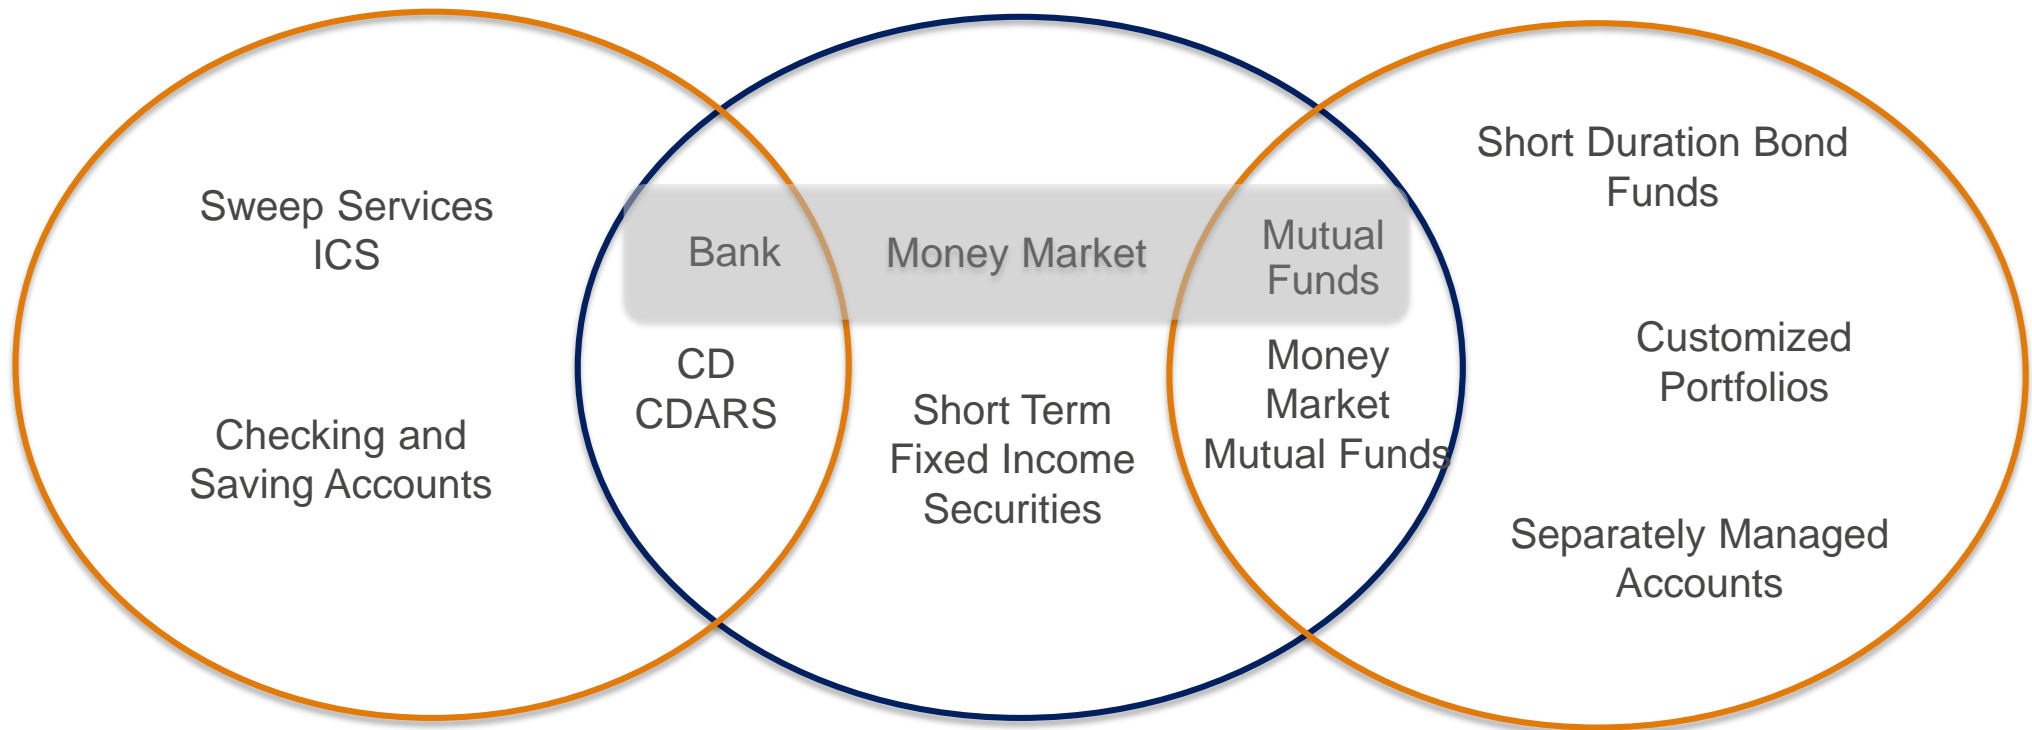 Sweep Services
ICS
Checking and
Saving Accounts
Bank
Money Market
Mutual
Funds
CD
CDARS
Short Term
Fixed Income
Securities
Money
Market
Mutual Funds
Short Duration Bond
Funds
Customized
Portfolios
Separately Managed
Accounts